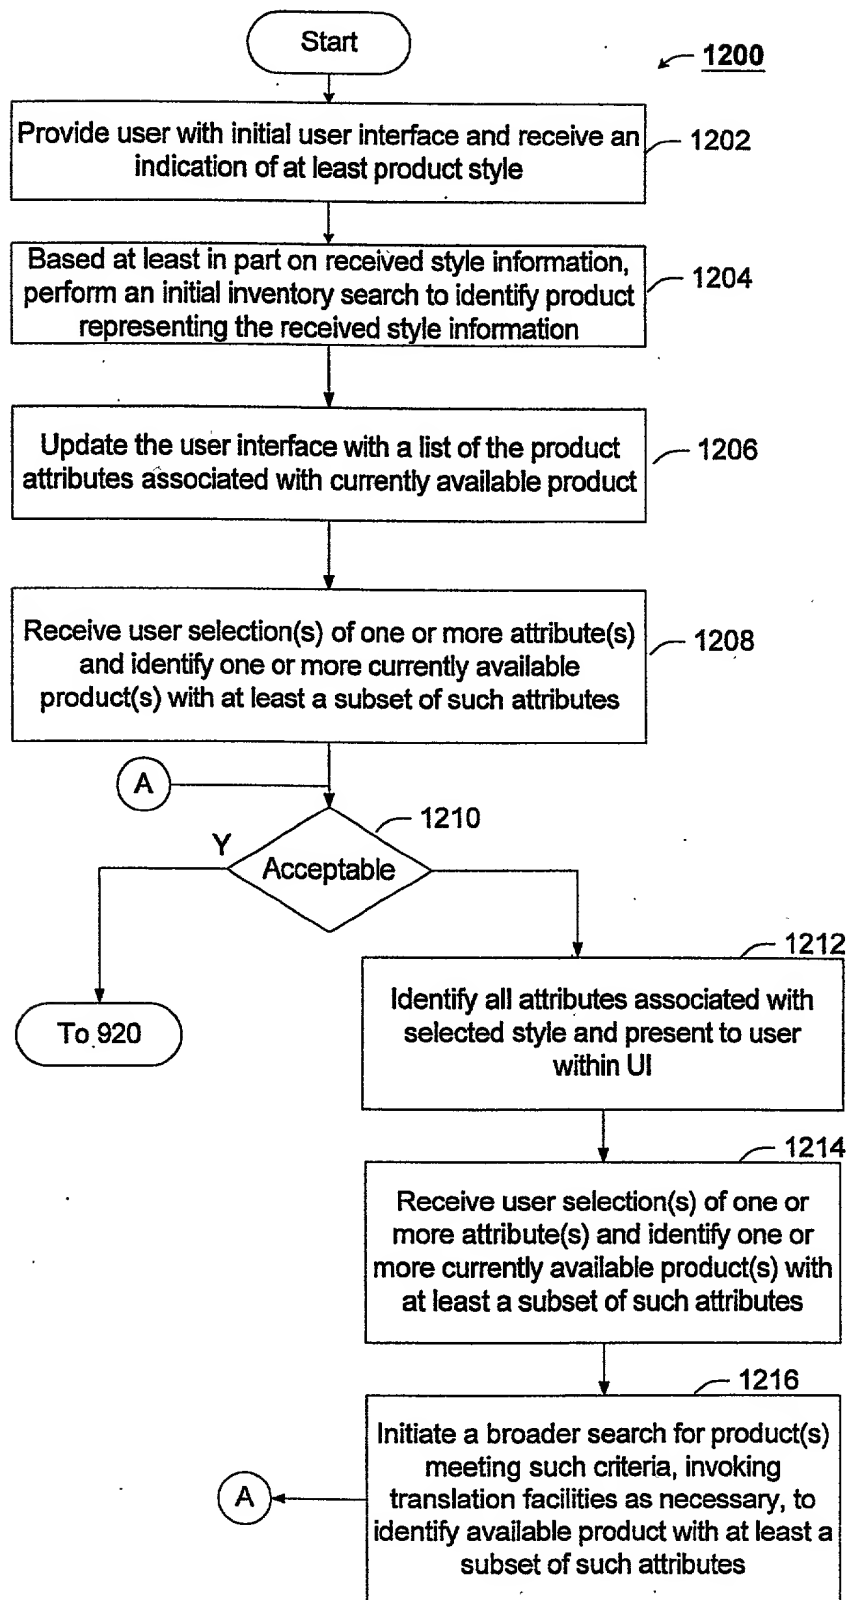 Start
1200
Provide user with initial user interface and receive an
indication of at least product style
1202
Based at least in part on received style information,
perform an initial inventory search to identify product
representing the received style information
1204
Update the user interface with a list of the product
attributes associated with currently available product
1206
Receive user selection(s) of one or more attribute(s)
and identify one or more currently available
product(s) with at least a subset of such attributes
1208
A
1210
Y
Acceptable
To 920
1212
Identify all attributes associated with
selected style and present to user
within UI
1214
Receive user selection(s) of one or
more attribute(s) and identify one or
more currently available product(s) with
at least a subset of such attributes
1216
Initiate a broader search for product(s)
meeting such criteria, invoking
translation facilities as necessary, to
identify available product with at least a
subset of such attributes
A